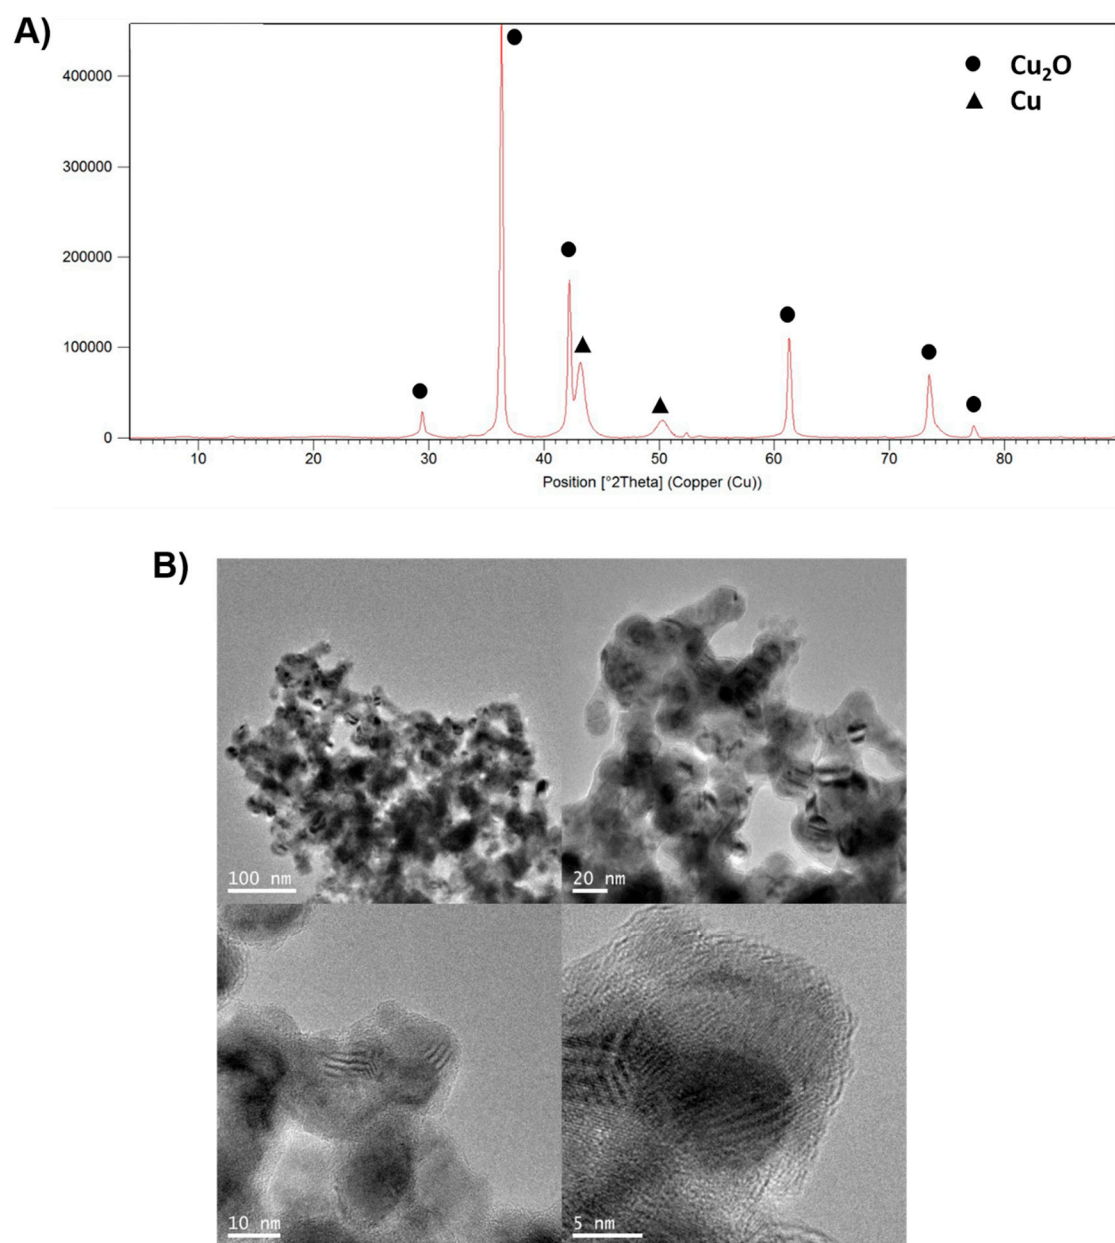 A)
400000
300000
200000
100000
0
10 20 30 40 50 60 70 80
Position [°2Theta] (Copper (Cu))
Cu₂O
Cu
B)
100 nm
20 nm
10 nm
5 nm